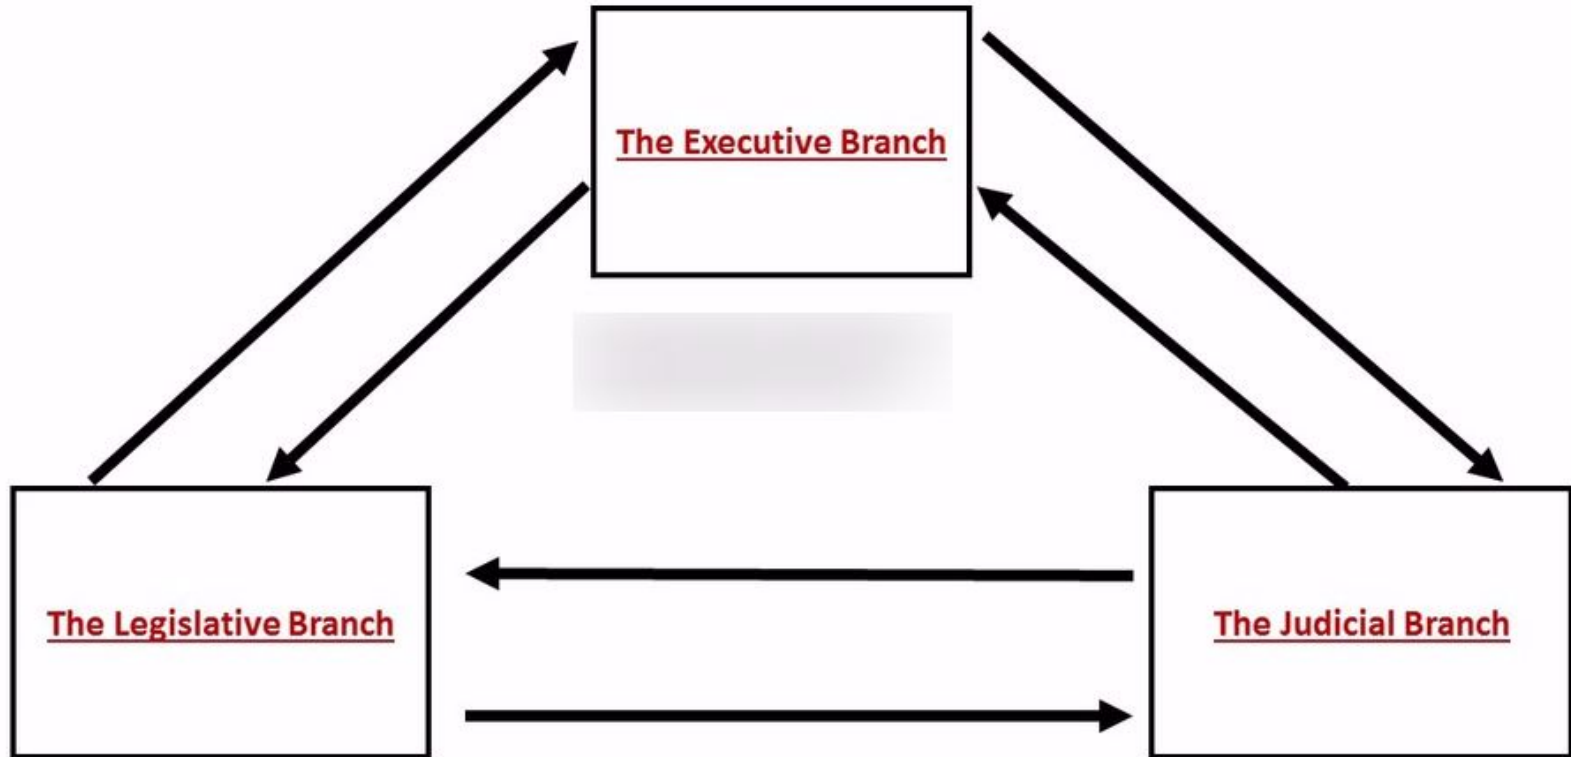 The Executive Branch
The Legislative Branch
The Judicial Branch